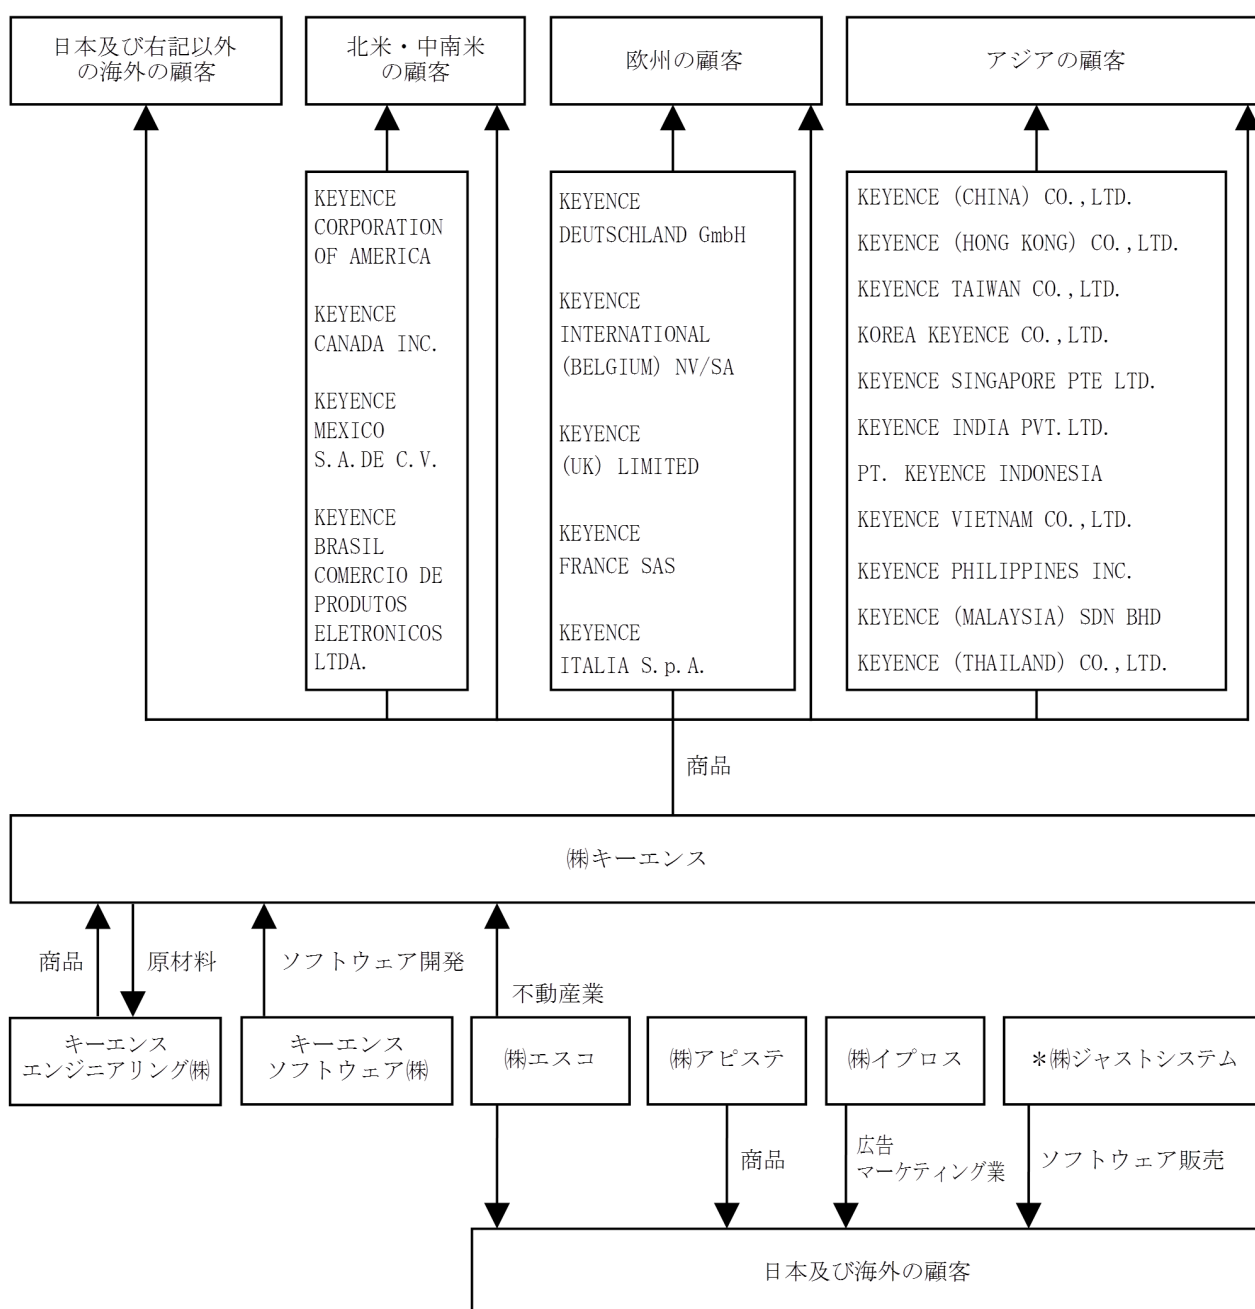 日本及び右記以外
の海外の顧客
北米・中南米
の顧客
欧州の顧客
アジアの顧客
KEYENCE
CORPORATION
OF AMERICA
KEYENCE
CANADA INC.
KEYENCE
MEXICO
S.A.DE C.V.
KEYENCE
BRASIL
COMERCIO DE
PRODUTOS
ELETRONICOS
LTDA.
KEYENCE
DEUTSCHLAND GmbH
KEYENCE
INTERNATIONAL
(BELGIUM) NV/SA
KEYENCE
(UK) LIMITED
KEYENCE
FRANCE SAS
KEYENCE
ITALIA S.p.A.
KEYENCE (CHINA) CO.,LTD.
KEYENCE (HONG KONG) CO.,LTD.
KEYENCE TAIWAN CO.,LTD.
KOREA KEYENCE CO.,LTD.
KEYENCE SINGAPORE PTE LTD.
KEYENCE INDIA PVT.LTD.
PT. KEYENCE INDONESIA
KEYENCE VIETNAM CO.,LTD.
KEYENCE PHILIPPINES INC.
KEYENCE (MALAYSIA) SDN BHD
KEYENCE (THAILAND) CO.,LTD.
商品
㈱キーエンス
商品
原材料
ソフトウェア開発
不動産業
キーエンス
エンジニアリング㈱
キーエンス
ソフトウェア㈱
㈱エスコ
㈱アピステ
㈱イプロス
＊㈱ジャストシステム
商品
広告
マーケティング業
ソフトウェア販売
日本及び海外の顧客